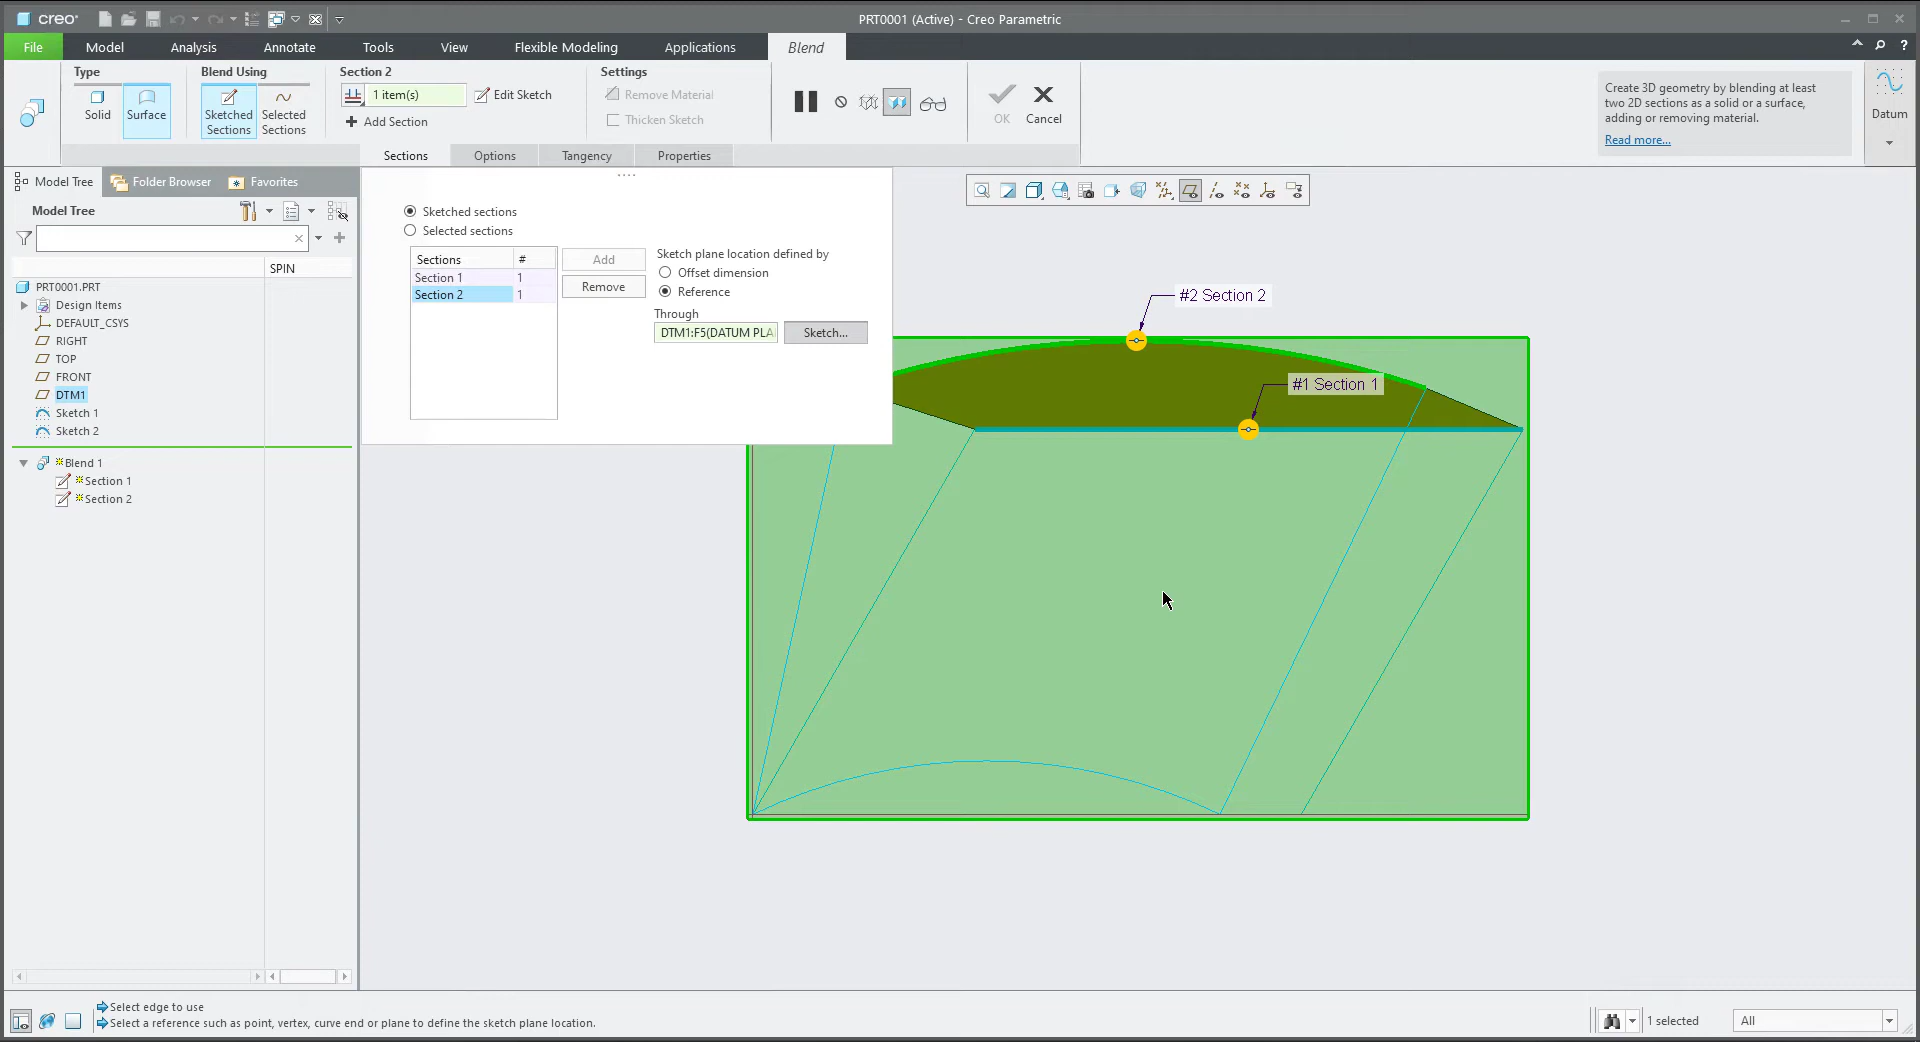 creo®
PRT0001 (Active) - Creo Parametric
File
Model
Analysis
Annotate
Tools
View
Flexible Modeling
Applications
Blend
Type
Blend Using
Section 2
Settings
Solid
Surface
Sketched Sections
Selected Sections
1 item(s)
Edit Sketch
Add Section
Remove Material
Thicken Sketch
OK
Cancel
Create 3D geometry by blending at least
two 2D sections as a solid or a surface,
adding or removing material.
Read more...
Datum
Sections
Options
Tangency
Properties
Model Tree
Folder Browser
Favorites
Model Tree
SPIN
PRT0001.PRT
Design Items
DEFAULT_CSYS
RIGHT
TOP
FRONT
DTM1
Sketch 1
Sketch 2
Blend 1
Section 1
Section 2
Sketched sections
Selected sections
Sections #
Section 1 1
Section 2 1
Add
Remove
Sketch plane location defined by
Offset dimension
Reference
Through
DTM1:F5(DATUM PLA
Sketch...
#2 Section 2
#1 Section 1
Select edge to use
Select a reference such as point, vertex, curve end or plane to define the sketch plane location.
1 selected
All